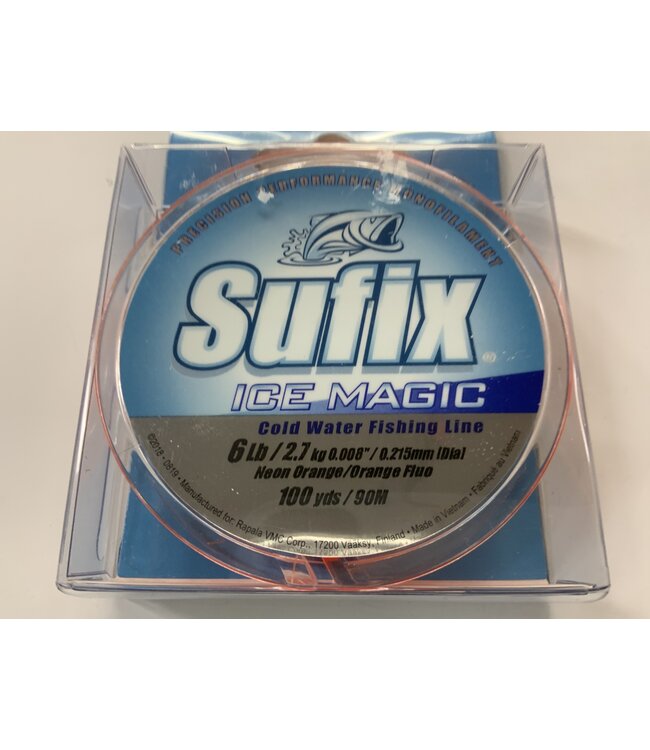 PRECISION PERFORMANCE MONOFILAMENT
Sufix®
ICE MAGIC
Cold Water Fishing Line
6 Lb / 2.7 kg 0.008" / 0.215mm (Dia)
Neon Orange/Orange Fluo
100 yds / 90M
©2018 • 0819 • Manufactured for: Rapala VMC Corp., 17200 Vääksy, Finland • Made in Vietnam • Fabriqué au Vietnam